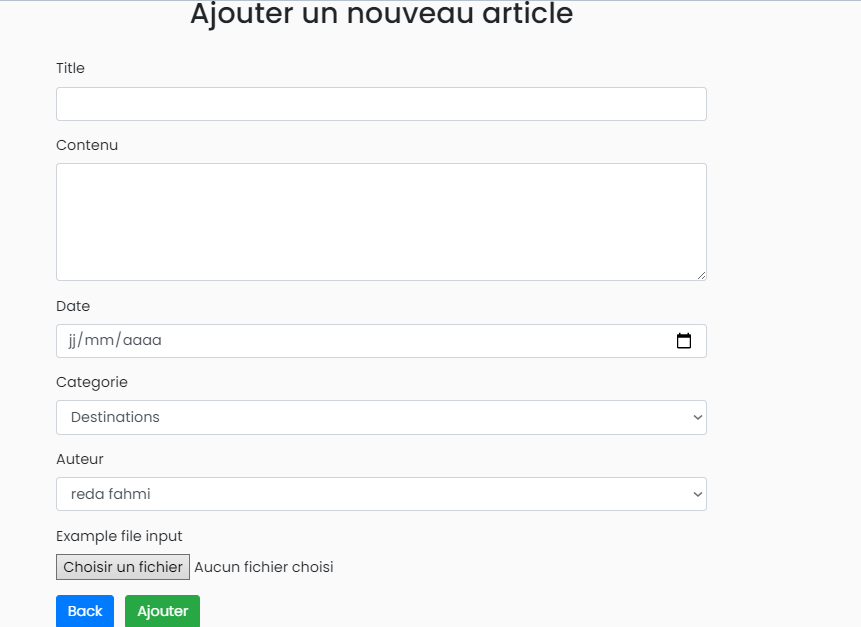 Ajouter un nouveau article
Title
Contenu
Date
jj/mm/aaaa
Categorie
Destinations
Auteur
reda fahmi
Example file input
Choisir un fichier Aucun fichier choisi
Back Ajouter